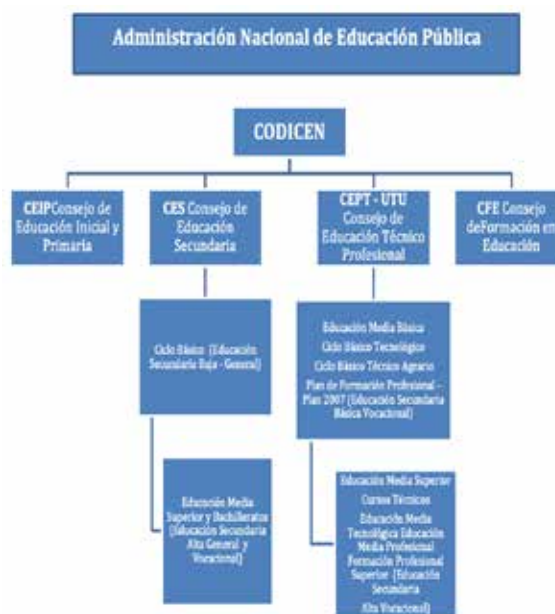 Administración Nacional de Educación Pública
CODICEN
CEIPConsejo de
Educación Inicial y
Primaria
CES Consejo de
Educación
Secundaria
CEPT - UTU
Consejo de
Educación Técnico
Profesional
CFE Consejo
deFormación en
Educación
Ciclo Básico (Educación
Secundaria Baja - General)
Educación Media Básica
Ciclo Básico Tecnológico
Ciclo Básico Técnico Agrario
Plan de Formación Profesional -
Plan 2007 (Educación Secundaria
Básica Vocacional)
Educación Media
Superior y Bachilleratos
(Educación Secundaria
Alta General y
Vocacional)
Educación Media Superior
Cursos Técnicos
Educación Media
Tecnológica Educación
Media Profesional
Formación Profesional
Superior (Educación
Secundaria
Alta Vocacional)